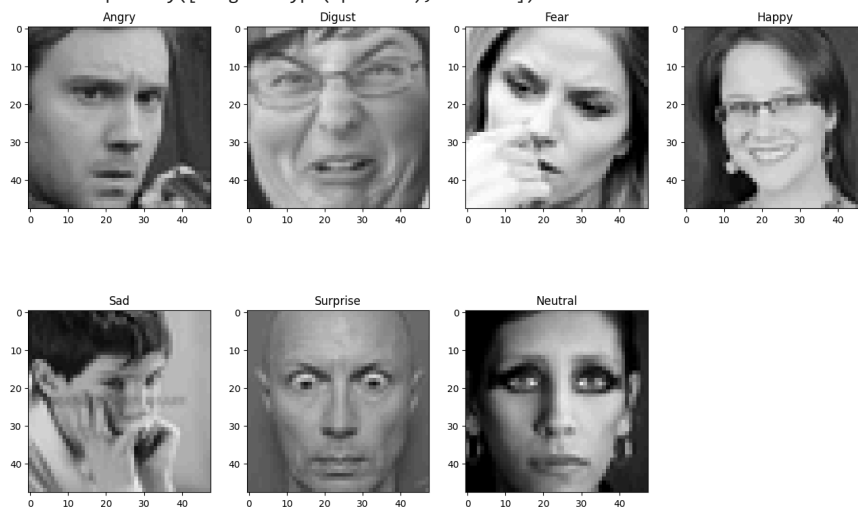 Angry Digust Fear Happy
0 0 0 0
10 10 10 10
20 20 20 20
30 30 30 30
40 40 40 40
0 10 20 30 40 0 10 20 30 40 0 10 20 30 40 0 10 20 30 40
Sad Surprise Neutral
0 0 0
10 10 10
20 20 20
30 30 30
40 40 40
0 10 20 30 40 0 10 20 30 40 0 10 20 30 40